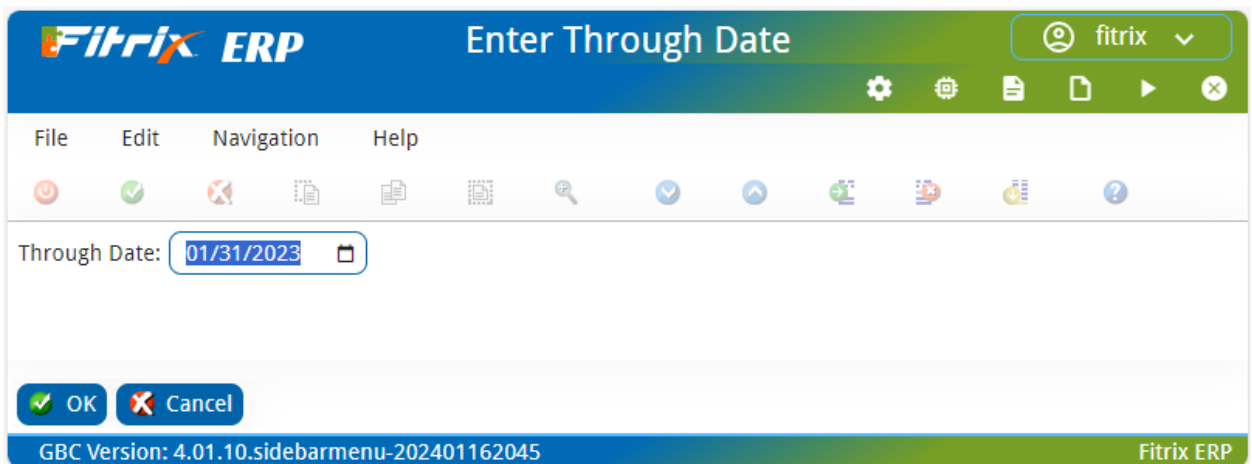 Fitrix ERP
Enter Through Date
fitrix
File Edit Navigation Help
Through Date: 01/31/2023
OK Cancel
GBC Version: 4.01.10.sidebarmenu-202401162045
Fitrix ERP